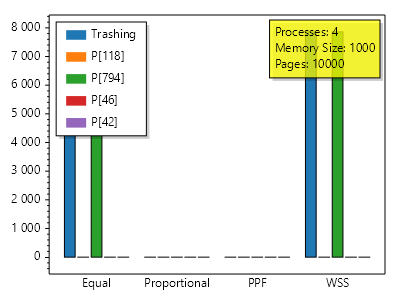 8 000
7 000
6 000
5 000
4 000
3 000
2 000
1 000
0
Trashing
P[118]
P[794]
P[46]
P[42]
Processes: 4
Memory Size: 1000
Pages: 10000
Equal Proportional PPF WSS